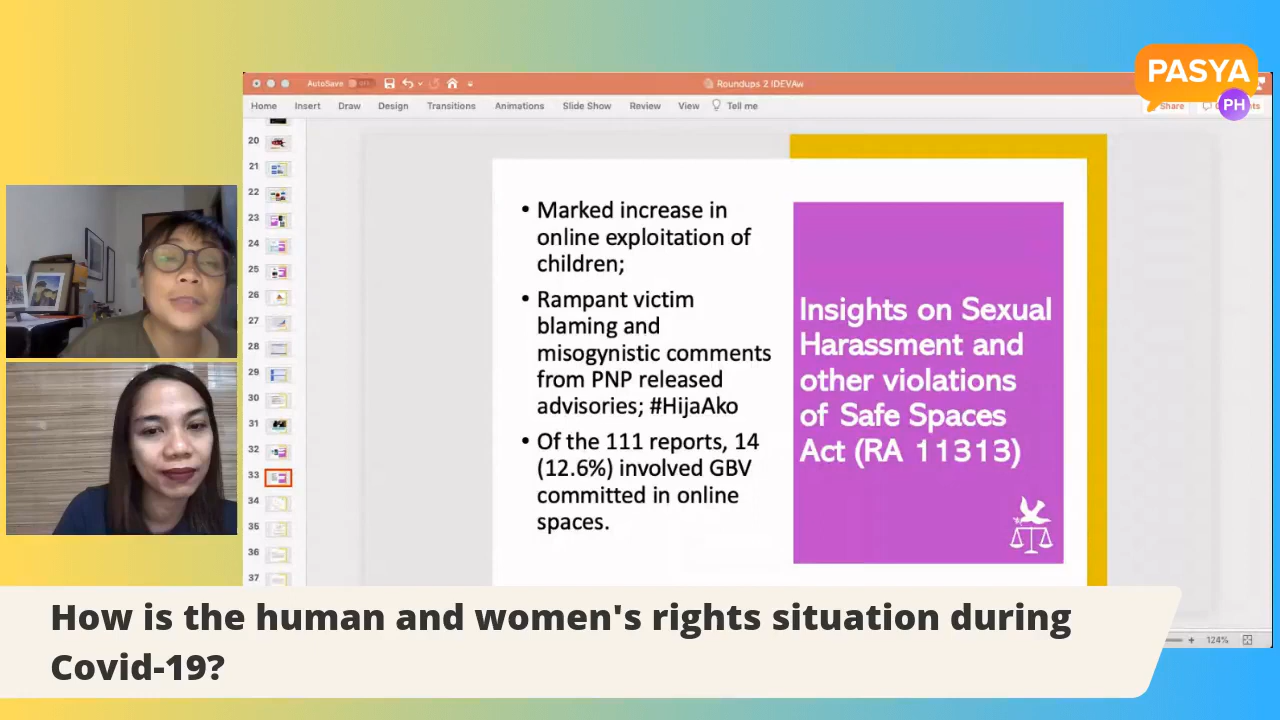 PASYA
PH
AutoSave
OFF
Roundups 2 IDEVAw
Home Insert Draw Design Transitions Animations Slide Show Review View Tell me
Share
20
21
22
23
24
25
26
27
28
29
30
31
32
33
34
35
36
37
• Marked increase in
online exploitation of
children;
• Rampant victim
blaming and
misogynistic comments
from PNP released
advisories; #HijaAko
• Of the 111 reports, 14
(12.6%) involved GBV
committed in online
spaces.
Insights on Sexual
Harassment and
other violations
of Safe Spaces
Act (RA 11313)
124%
How is the human and women's rights situation during
Covid-19?